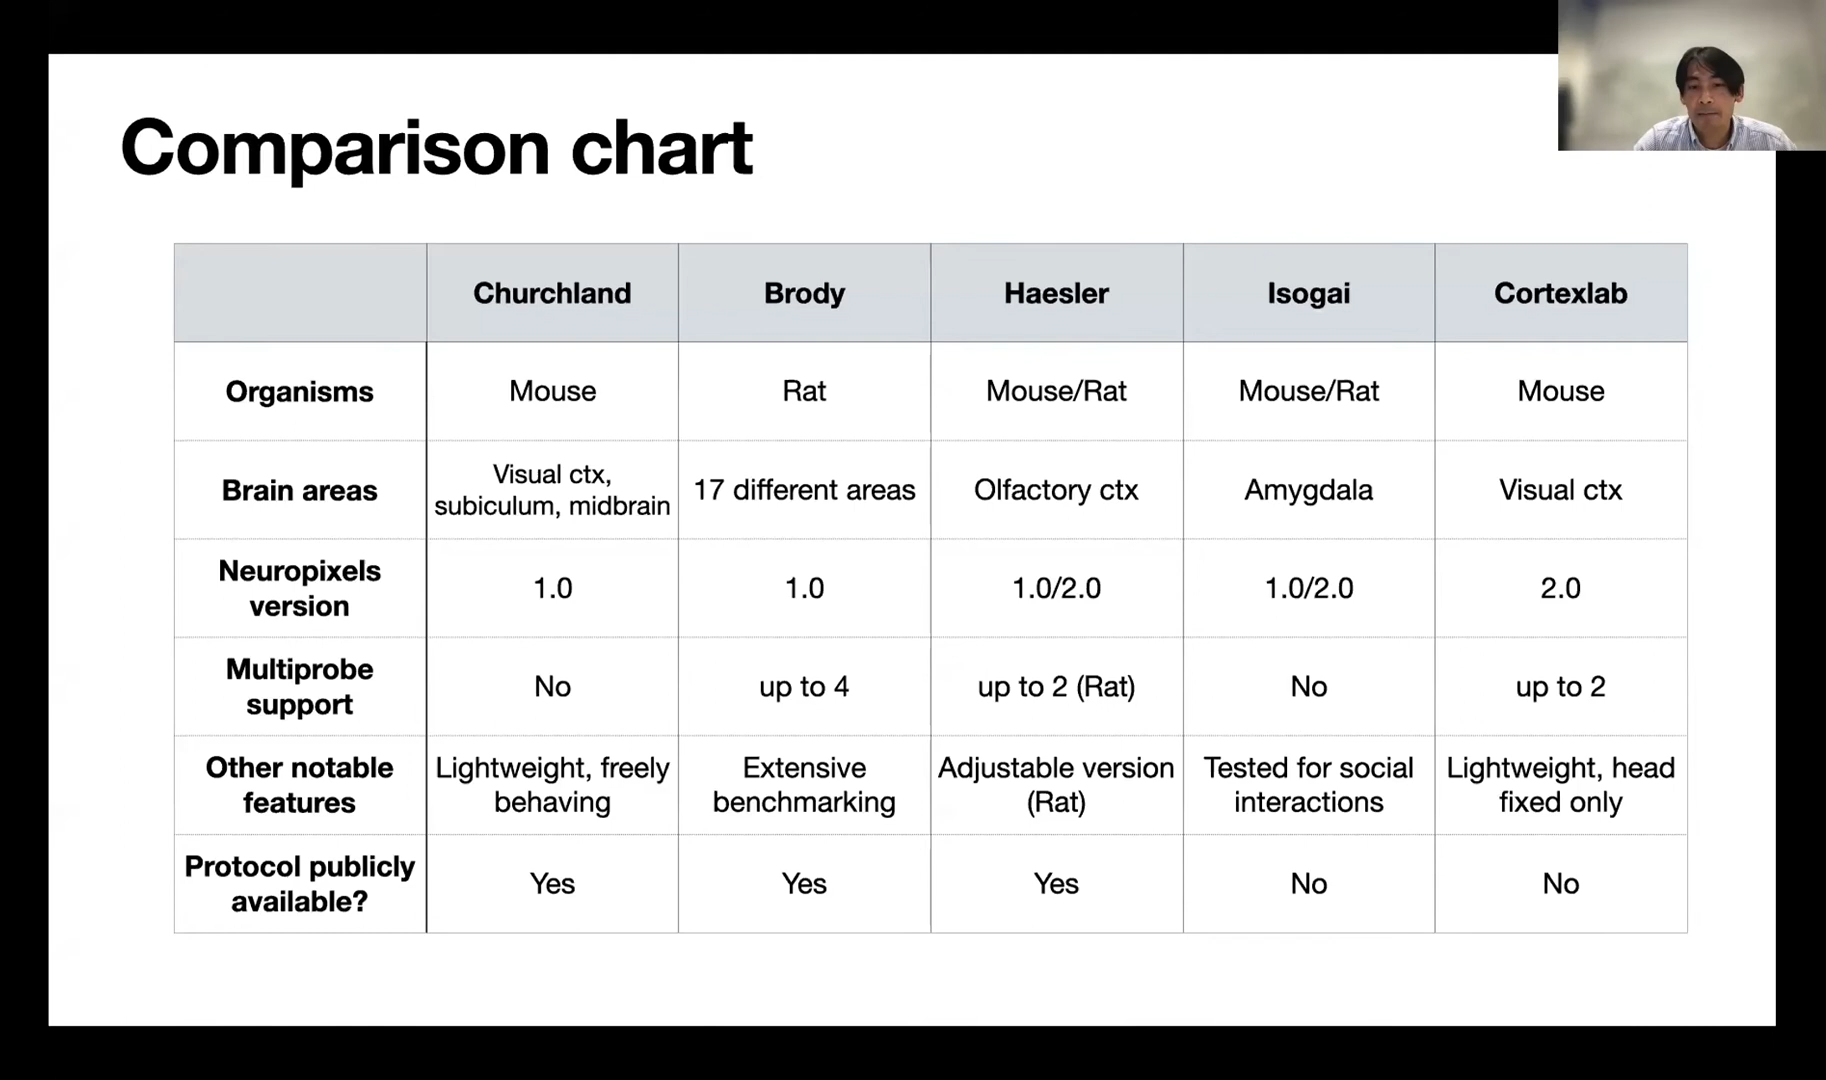 Comparison chart
Churchland Brody Haesler Isogai Cortexlab
Organisms Mouse Rat Mouse/Rat Mouse/Rat Mouse
Brain areas Visual ctx, subiculum, midbrain 17 different areas Olfactory ctx Amygdala Visual ctx
Neuropixels version 1.0 1.0 1.0/2.0 1.0/2.0 2.0
Multiprobe support No up to 4 up to 2 (Rat) No up to 2
Other notable features Lightweight, freely behaving Extensive benchmarking Adjustable version (Rat) Tested for social interactions Lightweight, head fixed only
Protocol publicly available? Yes Yes Yes No No